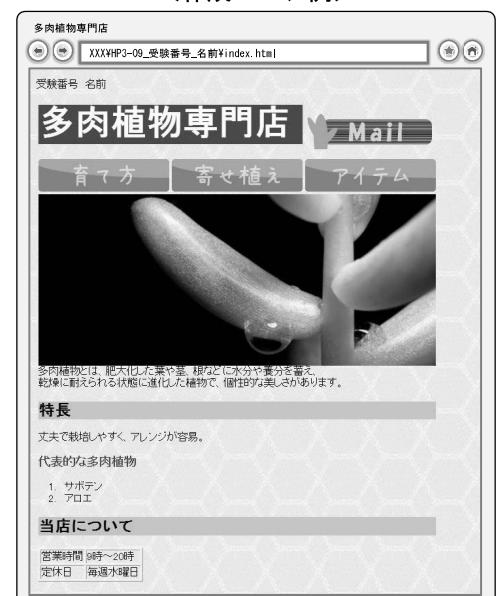 多肉植物専門店
XXX¥HP3-09_受験番号_名前¥index.html
受験番号 名前
多肉植物専門店
Mail
育て方 寄せ植え アイテム
多肉植物とは、肥大化した葉や茎、根などに水分や養分を蓄え、
乾燥に耐えられる状態に進化した植物で、個性的な美しさがあります。
特長
丈夫で栽培しやすく、アレンジが容易。
代表的な多肉植物
1. サボテン
2. アロエ
当店について
営業時間 9時～20時
定休日 毎週水曜日